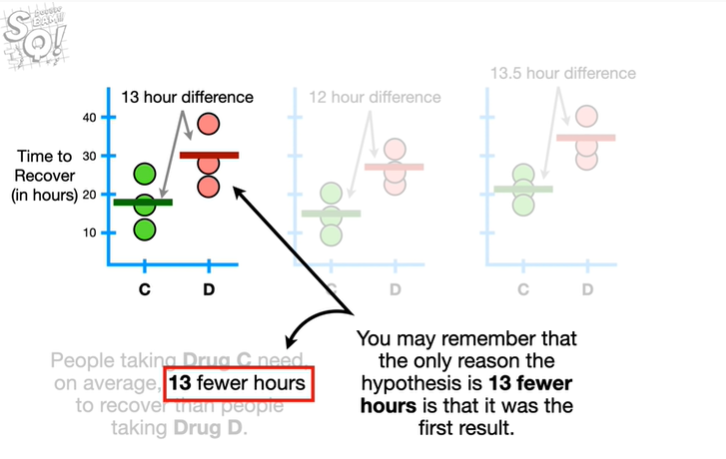 SQ!
13.5 hour difference
13 hour difference
12 hour difference
40
30
20
10
Time to
Recover
(in hours)
C
D
C
D
C
D
People taking Drug C need,
on average, 13 fewer hours
to recover than people
taking Drug D.
You may remember that
the only reason the
hypothesis is 13 fewer
hours is that it was the
first result.